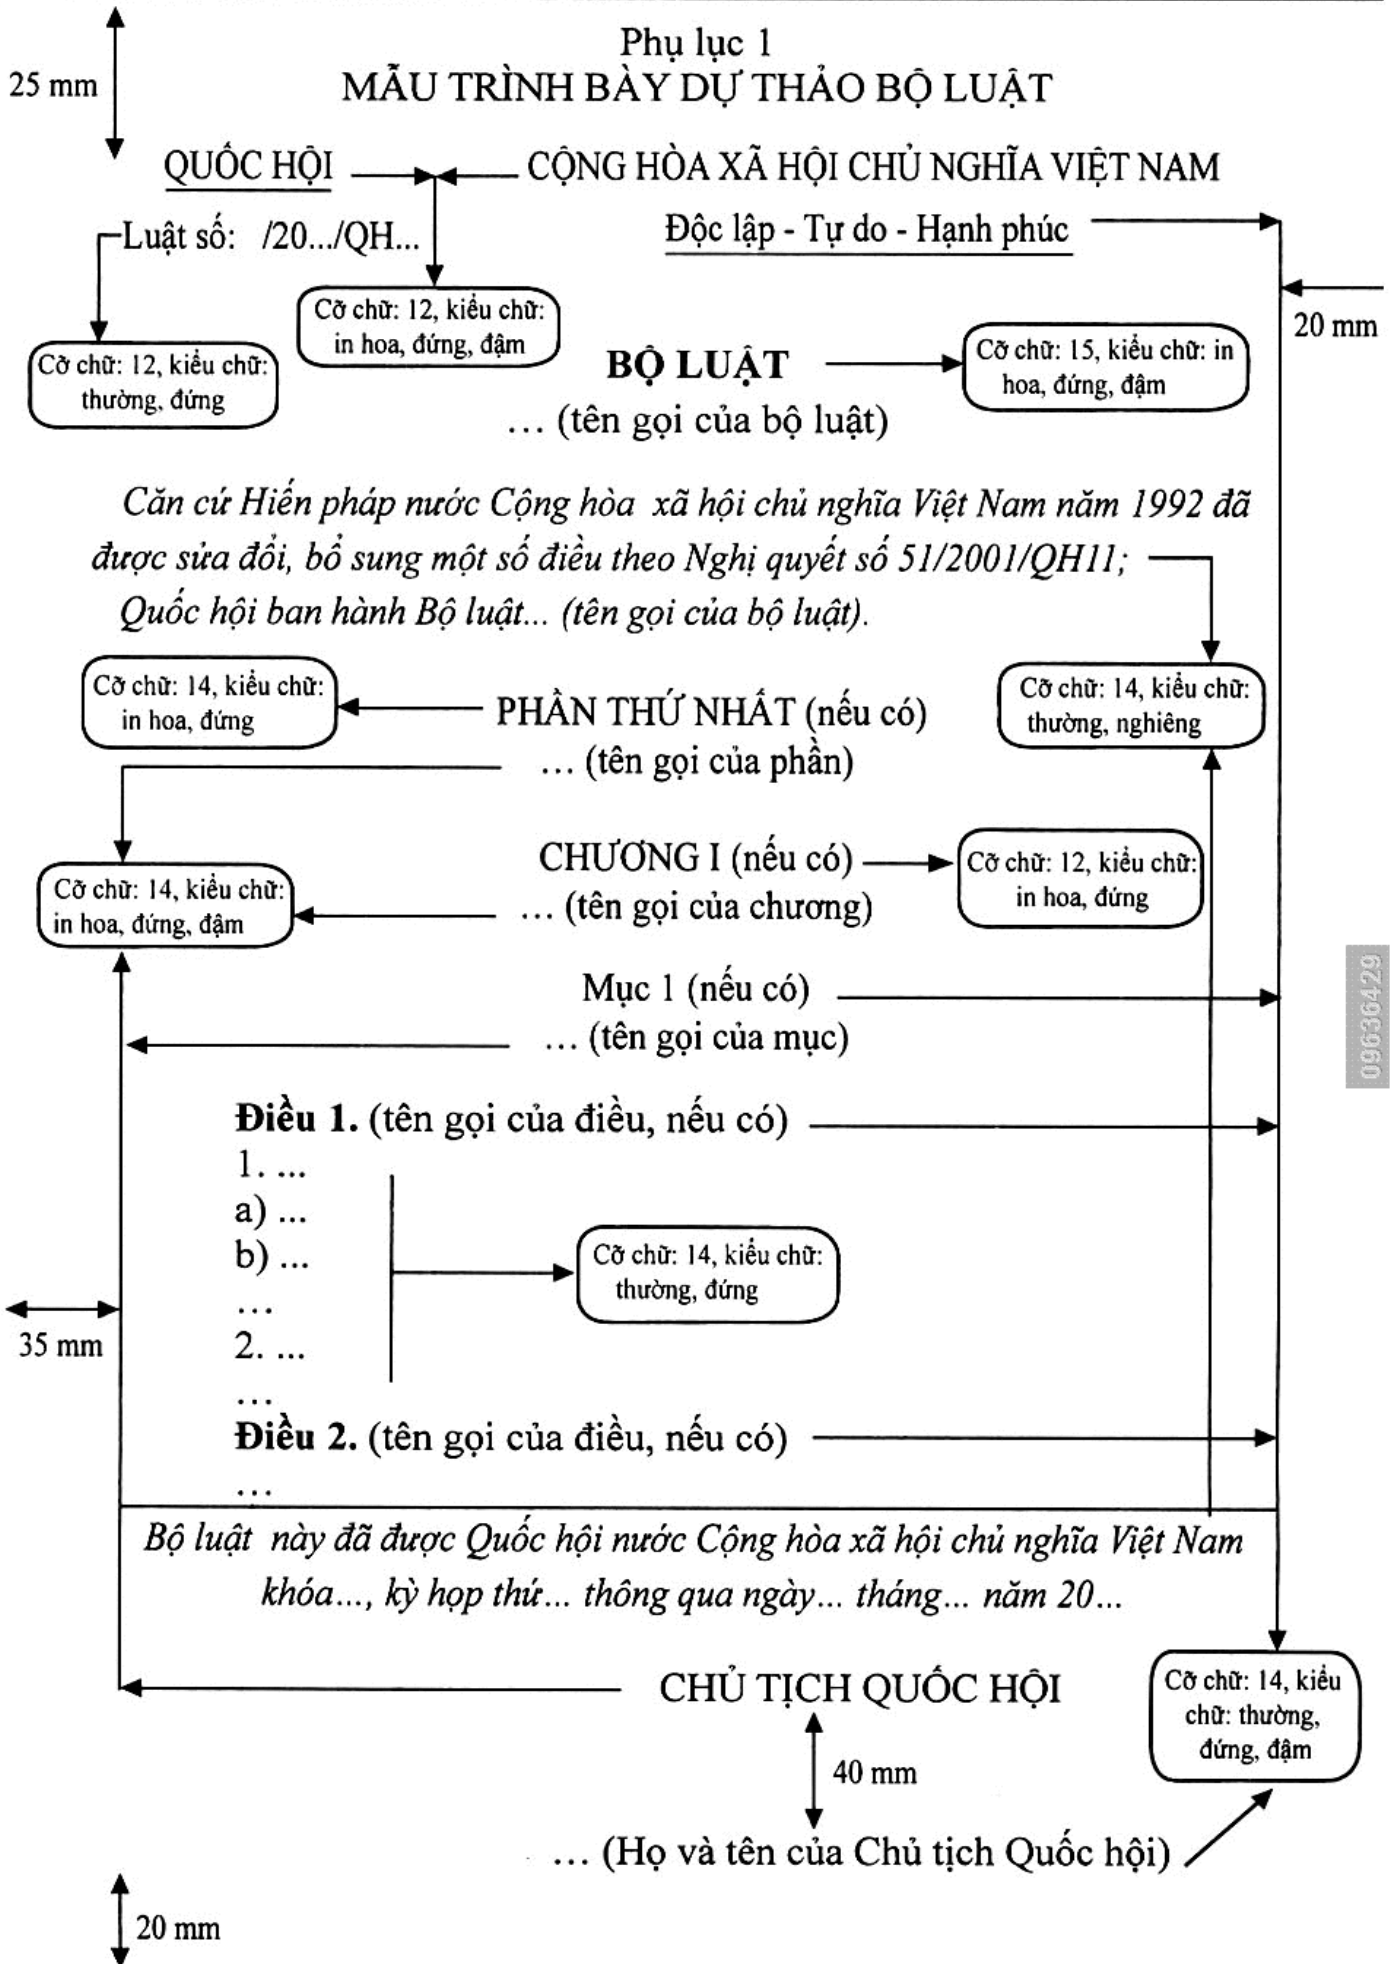 Phụ lục 1
MẪU TRÌNH BÀY DỰ THẢO BỘ LUẬT
25 mm
QUỐC HỘI
CỘNG HÒA XÃ HỘI CHỦ NGHĨA VIỆT NAM
Luật số: /20.../QH...
Độc lập - Tự do - Hạnh phúc
20 mm
Cỡ chữ: 12, kiểu chữ:
in hoa, đứng, đậm
Cỡ chữ: 12, kiểu chữ:
thường, đứng
BỘ LUẬT
Cỡ chữ: 15, kiểu chữ: in
hoa, đứng, đậm
... (tên gọi của bộ luật)
Căn cứ Hiến pháp nước Cộng hòa xã hội chủ nghĩa Việt Nam năm 1992 đã
được sửa đổi, bổ sung một số điều theo Nghị quyết số 51/2001/QH11;
Quốc hội ban hành Bộ luật... (tên gọi của bộ luật).
Cỡ chữ: 14, kiểu chữ:
in hoa, đứng
PHẦN THỨ NHẤT (nếu có)
Cỡ chữ: 14, kiểu chữ:
thường, nghiêng
... (tên gọi của phần)
CHƯƠNG I (nếu có)
Cỡ chữ: 12, kiểu chữ:
in hoa, đứng
Cỡ chữ: 14, kiểu chữ:
in hoa, đứng, đậm
... (tên gọi của chương)
Mục 1 (nếu có)
... (tên gọi của mục)
09636429
Điều 1. (tên gọi của điều, nếu có)
1. ...
a) ...
b) ...
...
Cỡ chữ: 14, kiểu chữ:
thường, đứng
35 mm
2. ...
...
Điều 2. (tên gọi của điều, nếu có)
...
Bộ luật này đã được Quốc hội nước Cộng hòa xã hội chủ nghĩa Việt Nam
khóa..., kỳ họp thứ... thông qua ngày... tháng... năm 20...
CHỦ TỊCH QUỐC HỘI
Cỡ chữ: 14, kiểu
chữ: thường,
đứng, đậm
40 mm
... (Họ và tên của Chủ tịch Quốc hội)
20 mm